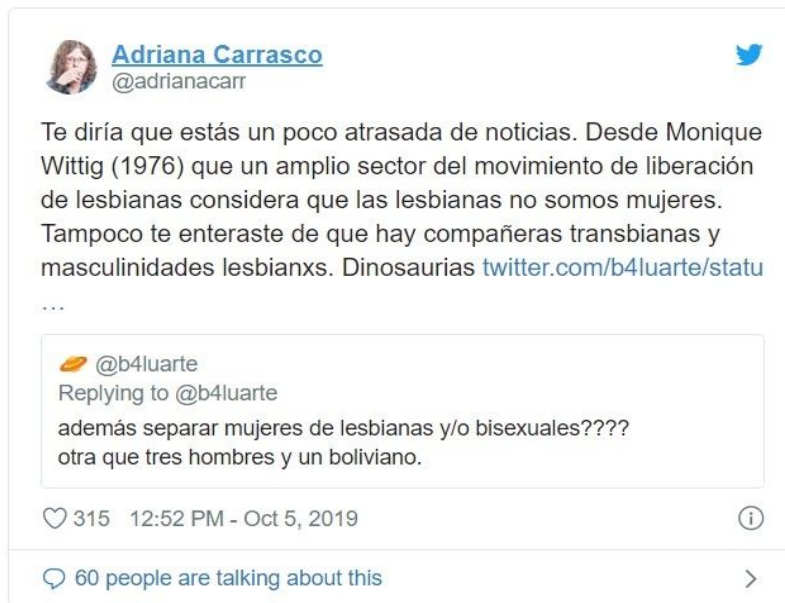 Adriana Carrasco
@adrianacarr
Te diría que estás un poco atrasada de noticias. Desde Monique
Wittig (1976) que un amplio sector del movimiento de liberación
de lesbianas considera que las lesbianas no somos mujeres.
Tampoco te enteraste de que hay compañeras transbianas y
masculinidades lesbianxs. Dinosaurias twitter.com/b4luarte/statu
…
@b4luarte
Replying to @b4luarte
además separar mujeres de lesbianas y/o bisexuales????
otra que tres hombres y un boliviano.
315 12:52 PM - Oct 5, 2019
60 people are talking about this